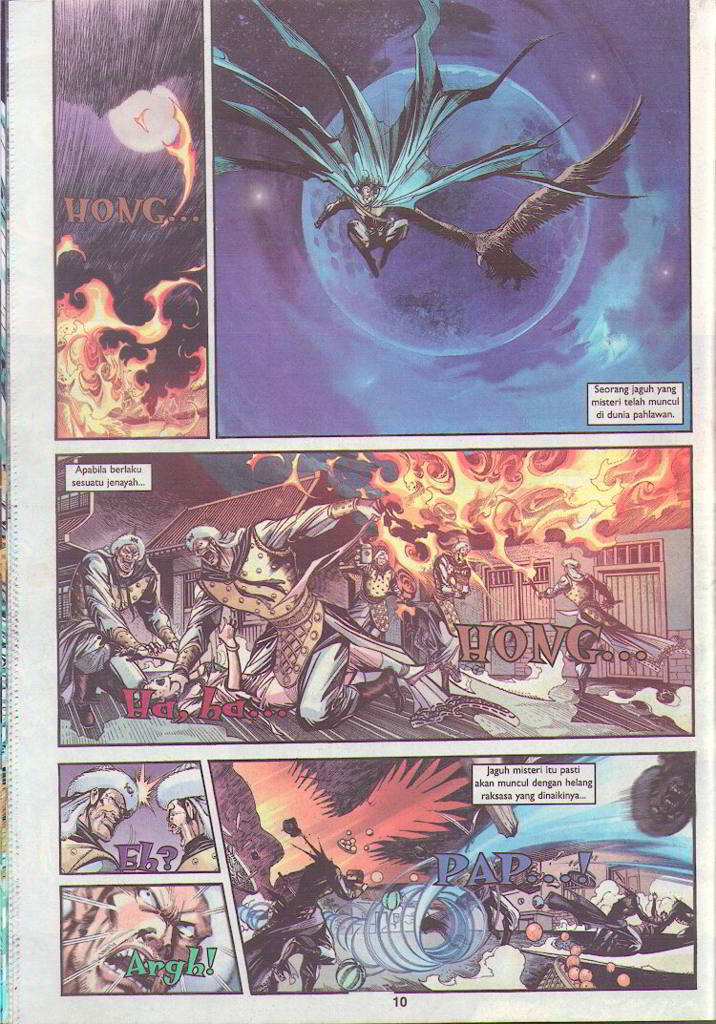 HONG...
Seorang jaguh yang
misteri telah muncul
di dunia pahlawan.
Apabila berlaku
sesuatu jenayah...
HONG...
Ha, ha...
Eh?
Argh!
Jaguh misteri itu pasti
akan muncul dengan helang
raksasa yang dinaikinya...
PAP...!
10